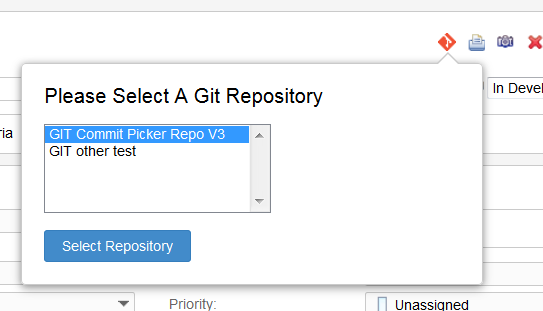 In Devel
Please Select A Git Repository
ria
GIT Commit Picker Repo V3
GIT other test
Select Repository
Priority:
Unassigned